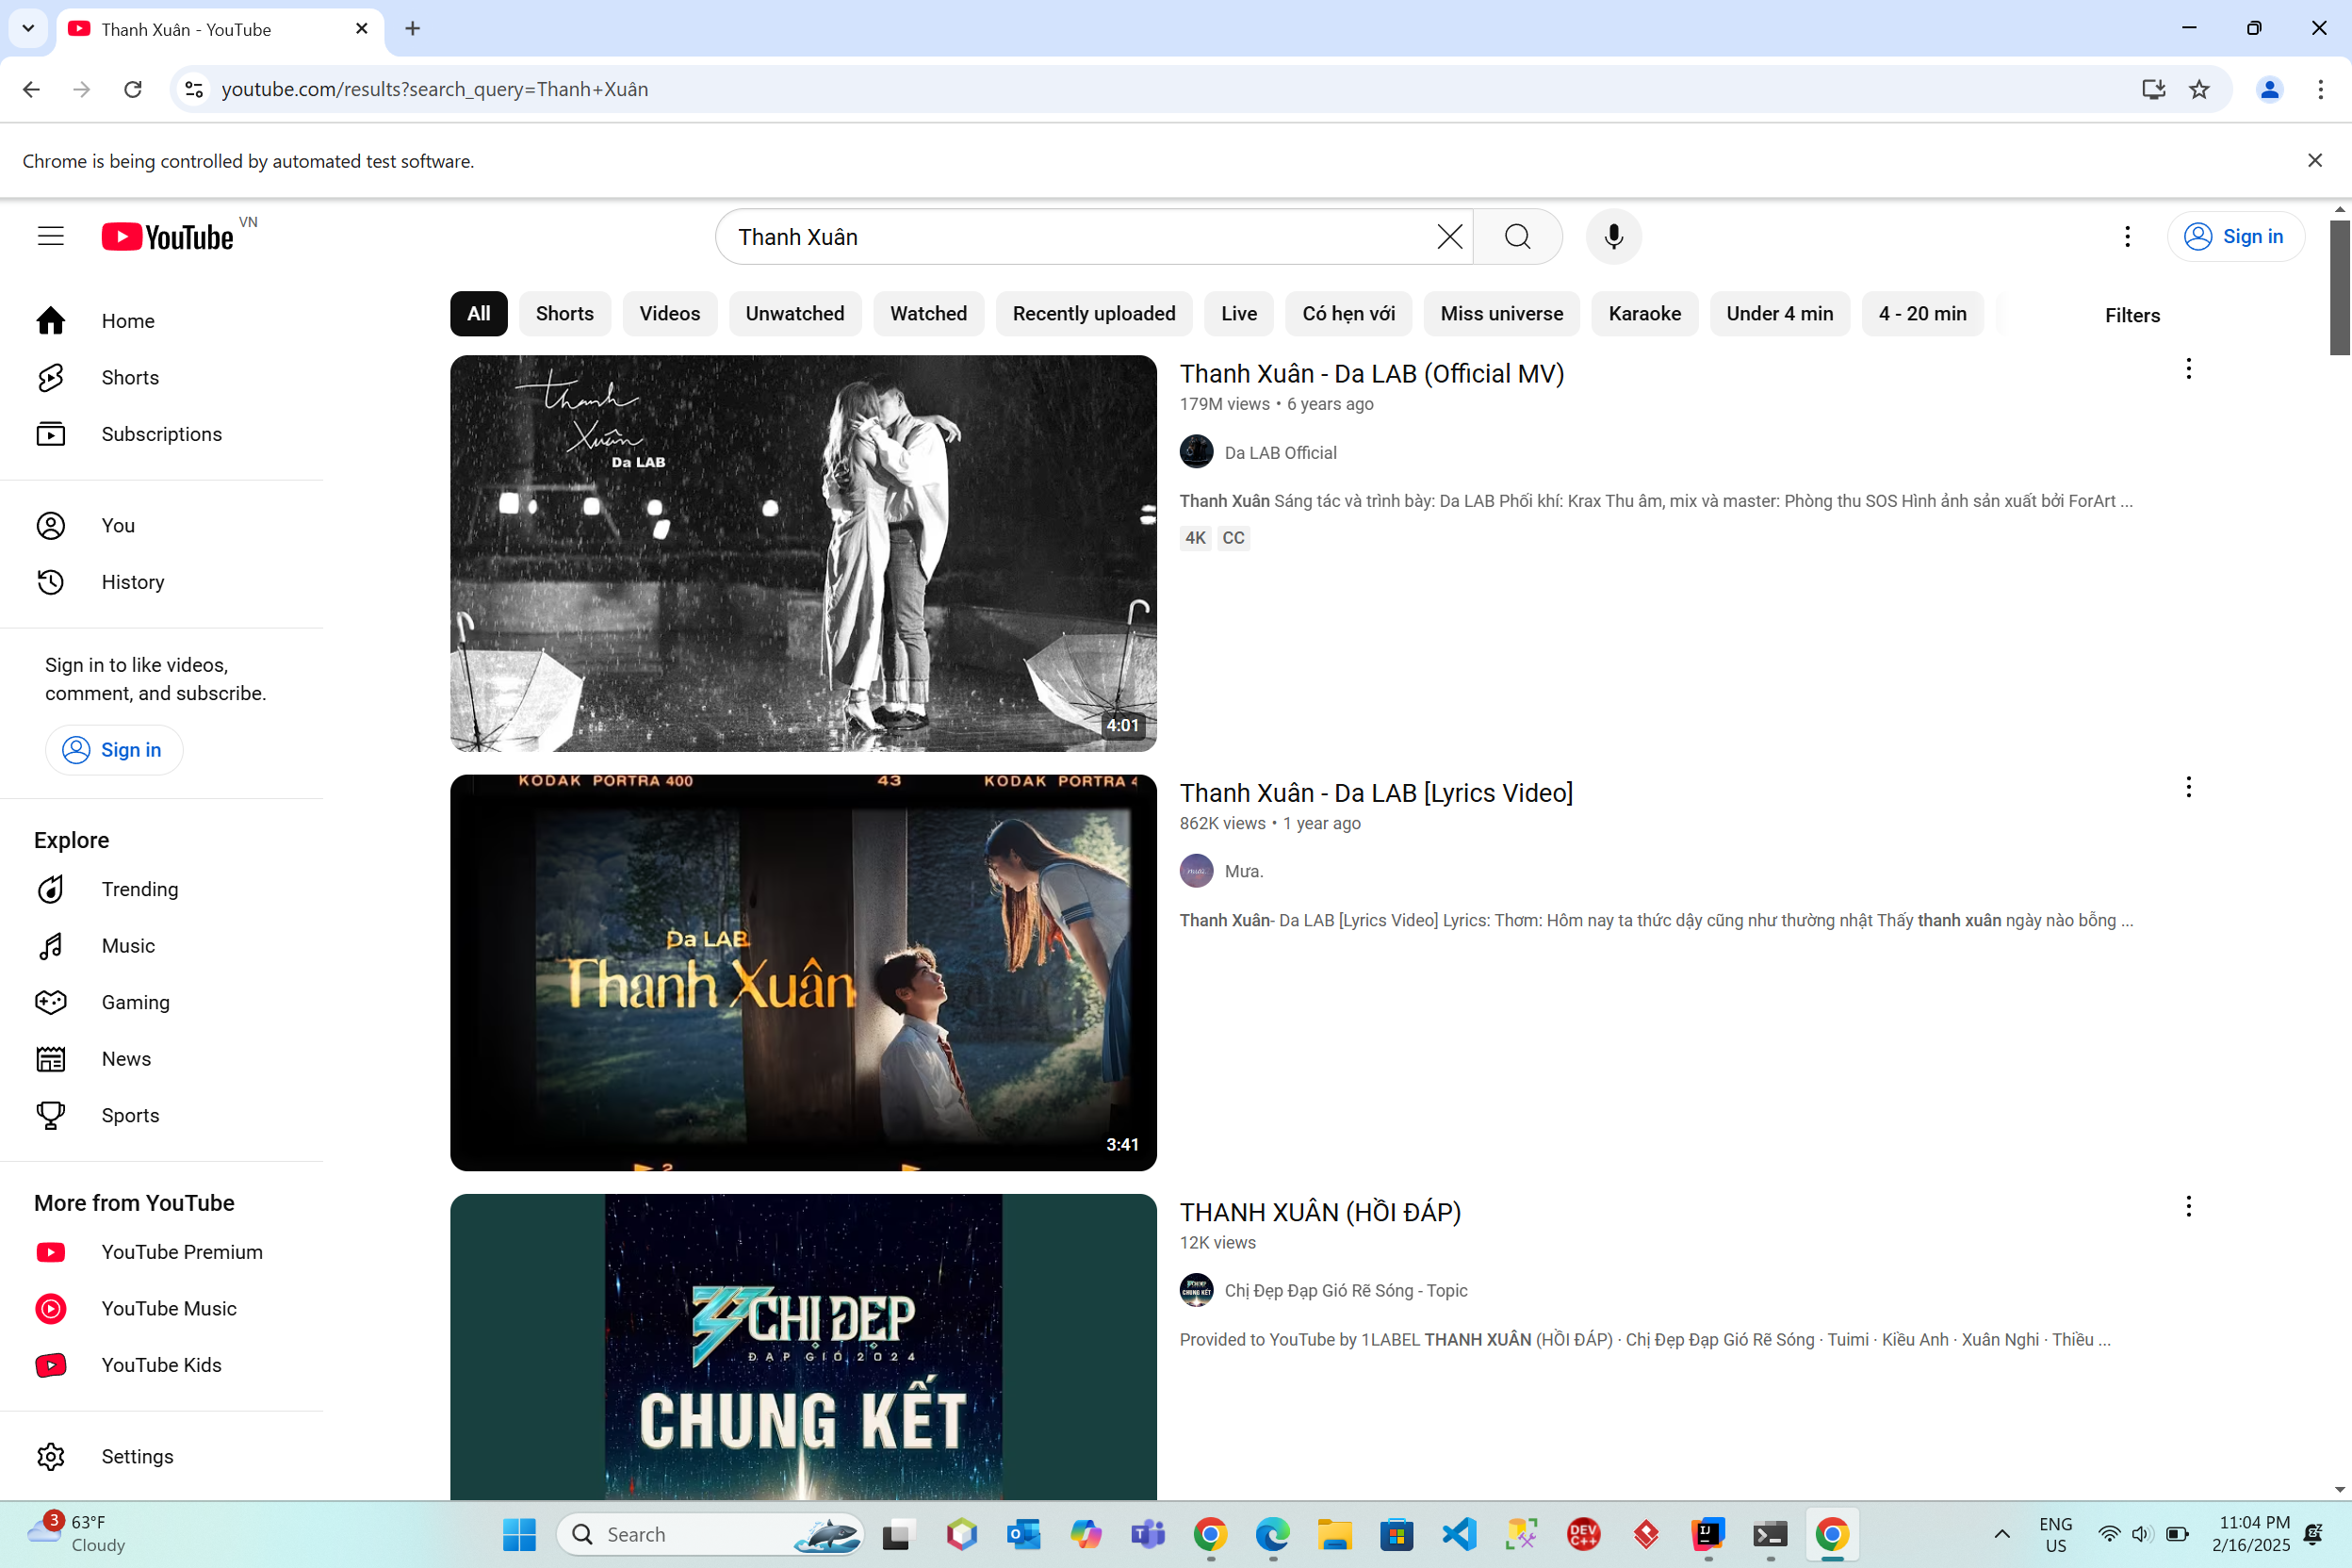 Thanh Xuân - YouTube
youtube.com/results?search_query=Thanh+Xuân
Chrome is being controlled by automated test software.
YouTube VN
Thanh Xuân
Sign in
Home
Shorts
Subscriptions
You
History
Sign in to like videos,
comment, and subscribe.
Sign in
Explore
Trending
Music
Gaming
News
Sports
More from YouTube
YouTube Premium
YouTube Music
YouTube Kids
Settings
All
Shorts
Videos
Unwatched
Watched
Recently uploaded
Live
Có hẹn với
Miss universe
Karaoke
Under 4 min
4 - 20 min
Filters
Thanh
Xuân
Da LAB
4:01
Thanh Xuân - Da LAB (Official MV)
179M views • 6 years ago
Da LAB Official
Thanh Xuân Sáng tác và trình bày: Da LAB Phối khí: Krax Thu âm, mix và master: Phòng thu SOS Hình ảnh sản xuất bởi ForArt ...
4K CC
KODAK PORTRA 400 43 KODAK PORTRA 4
Da LAB
Thanh Xuân
3:41
Thanh Xuân - Da LAB [Lyrics Video]
862K views • 1 year ago
Mưa.
Thanh Xuân- Da LAB [Lyrics Video] Lyrics: Thơm: Hôm nay ta thức dậy cũng như thường nhật Thấy thanh xuân ngày nào bỗng ...
CHỊ ĐẸP
ĐẠP GIÓ 2024
CHUNG KẾT
THANH XUÂN (HỒI ĐÁP)
12K views
CHUNG KẾT
Chị Đẹp Đạp Gió Rẽ Sóng - Topic
Provided to YouTube by 1LABEL THANH XUÂN (HỒI ĐÁP) · Chị Đẹp Đạp Gió Rẽ Sóng · Tuimi · Kiều Anh · Xuân Nghi · Thiều ...
3
63°F
Cloudy
Search
DEV
C++
IJ
ENG
US
11:04 PM
2/16/2025